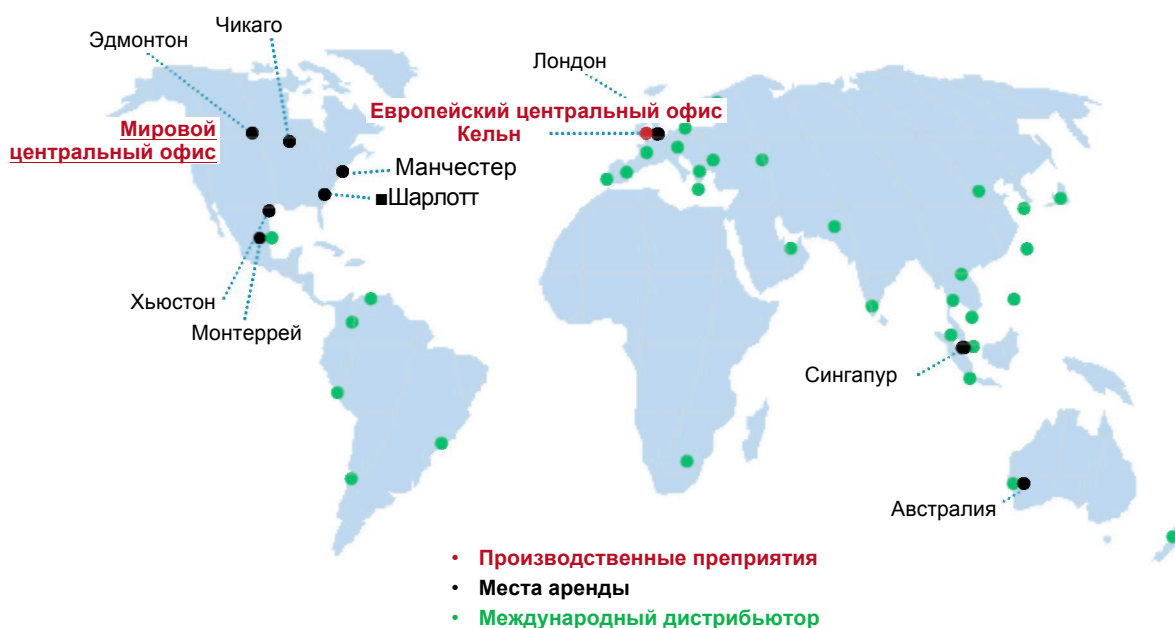 Чикаго
Эдмонтон
Лондон
Европейский центральный офис
Кельн
Мировой
центральный офис
Манчестер
■Шарлотт
Хьюстон
Монтеррей
Сингапур
Австралия
• Производственные преприятия
• Места аренды
• Международный дистрибьютор